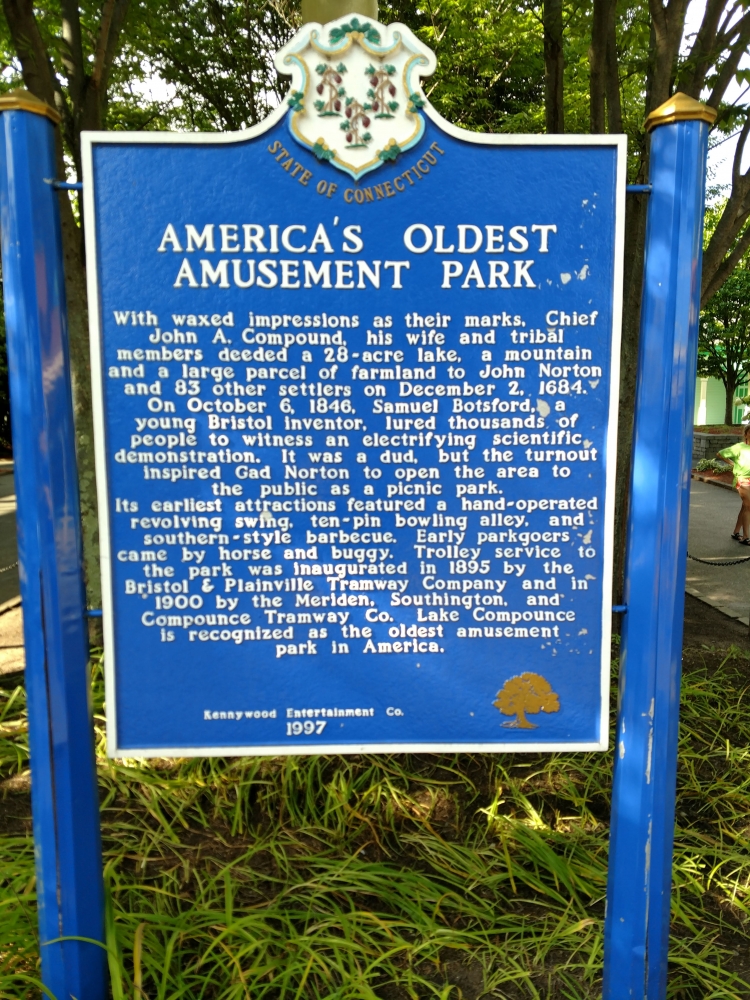 STATE OF CONNECTICUT
AMERICA'S OLDEST
AMUSEMENT PARK
With waxed impressions as their marks, Chief
John A. Compound, his wife and tribal
members deeded a 28-acre lake, a mountain
and a large parcel of farmland to John Norton
and 83 other settlers on December 2, 1684.
On October 6, 1846, Samuel Botsford, a
young Bristol inventor, lured thousands of
people to witness an electrifying scientific
demonstration. It was a dud, but the turnout
inspired Gad Norton to open the area to
the public as a picnic park.
Its earliest attractions featured a hand-operated
revolving swing, ten-pin bowling alley, and
southern-style barbecue. Early parkgoers
came by horse and buggy. Trolley service to
the park was inaugurated in 1895 by the
Bristol & Plainville Tramway Company and in
1900 by the Meriden, Southington, and
Compounce Tramway Co. Lake Compounce
is recognized as the oldest amusement
park in America.
Kennywood Entertainment Co.
1997